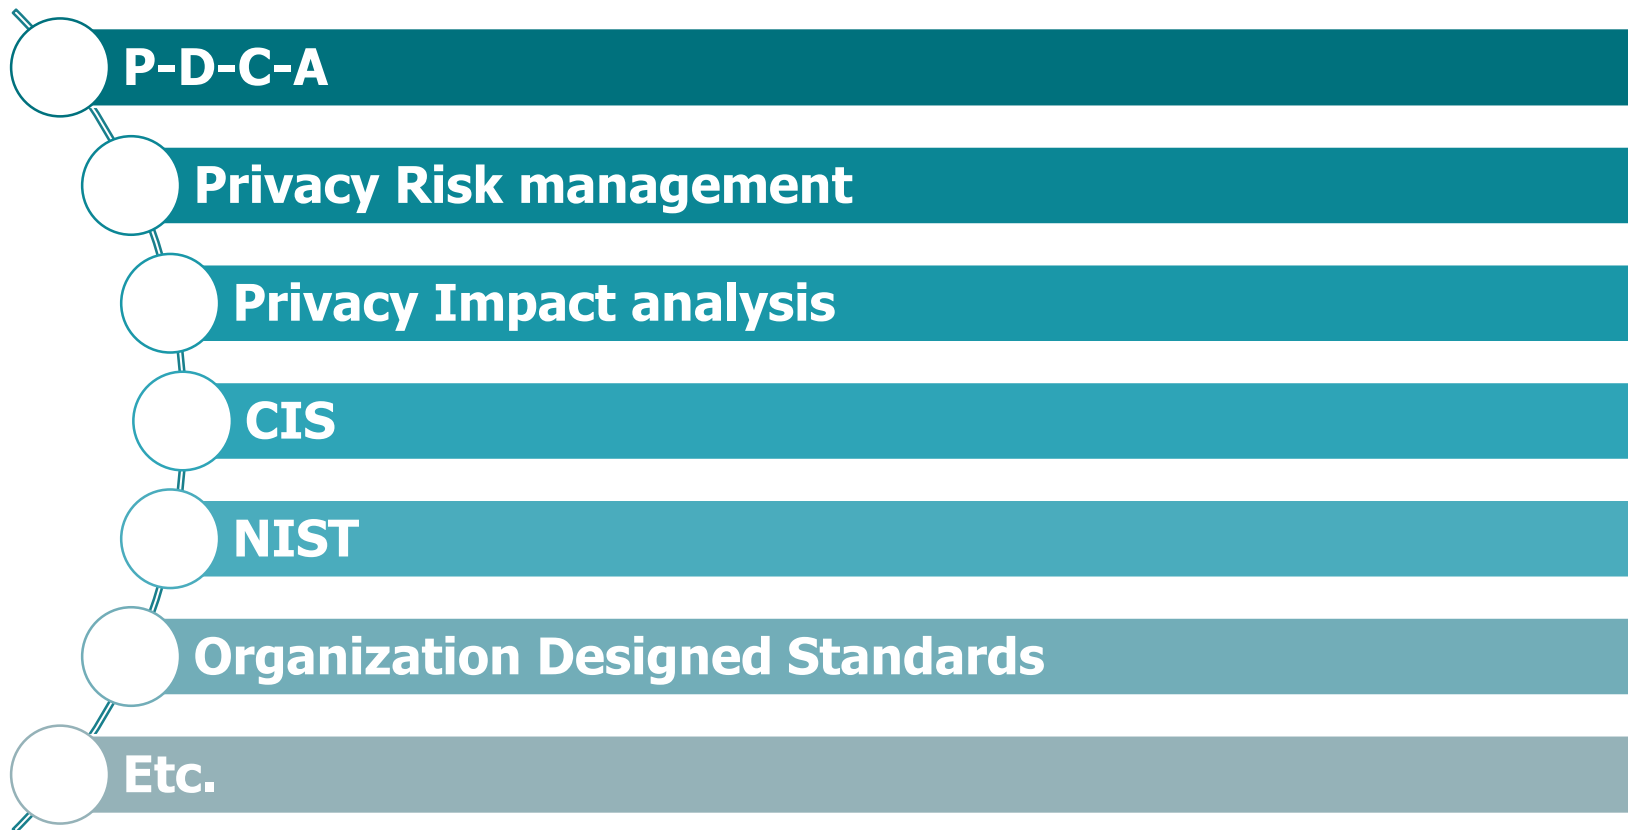 P-D-C-A
Privacy Risk management
Privacy Impact analysis
CIS
NIST
Organization Designed Standards
Etc.